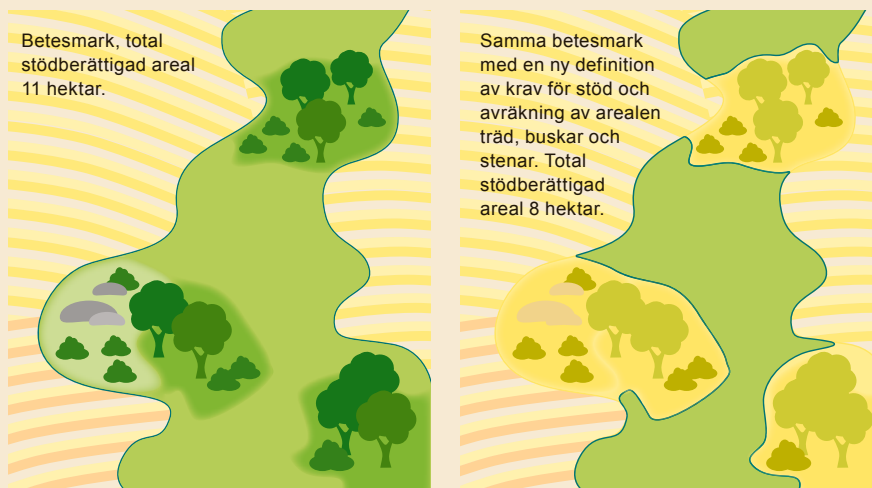 Betesmark, total
stödberättigad areal
11 hektar.
Samma betesmark
med en ny definition
av krav för stöd och
avräkning av arealen
träd, buskar och
stenar. Total
stödberättigad
areal 8 hektar.